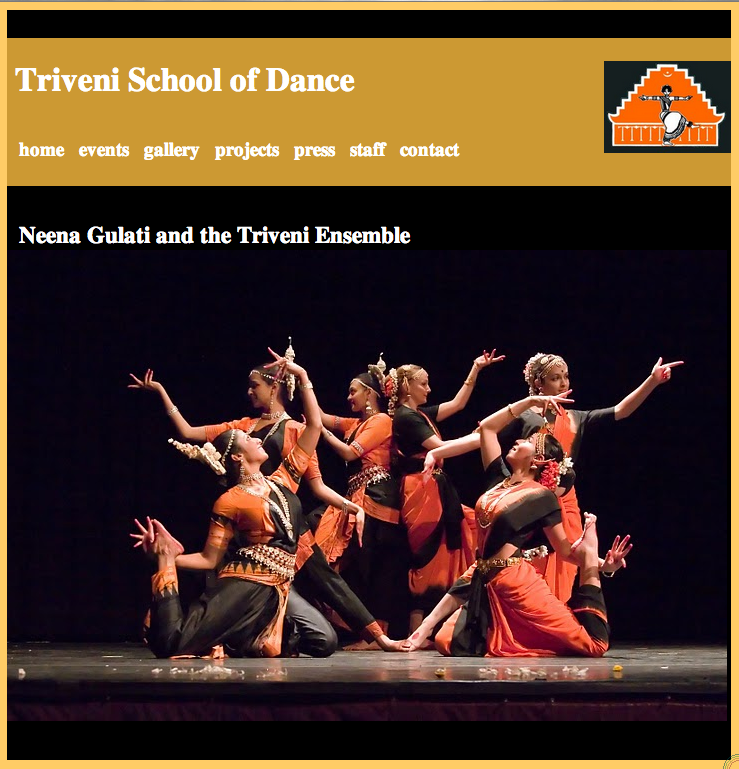 Triveni School of Dance
home events gallery projects press staff contact
Neena Gulati and the Triveni Ensemble